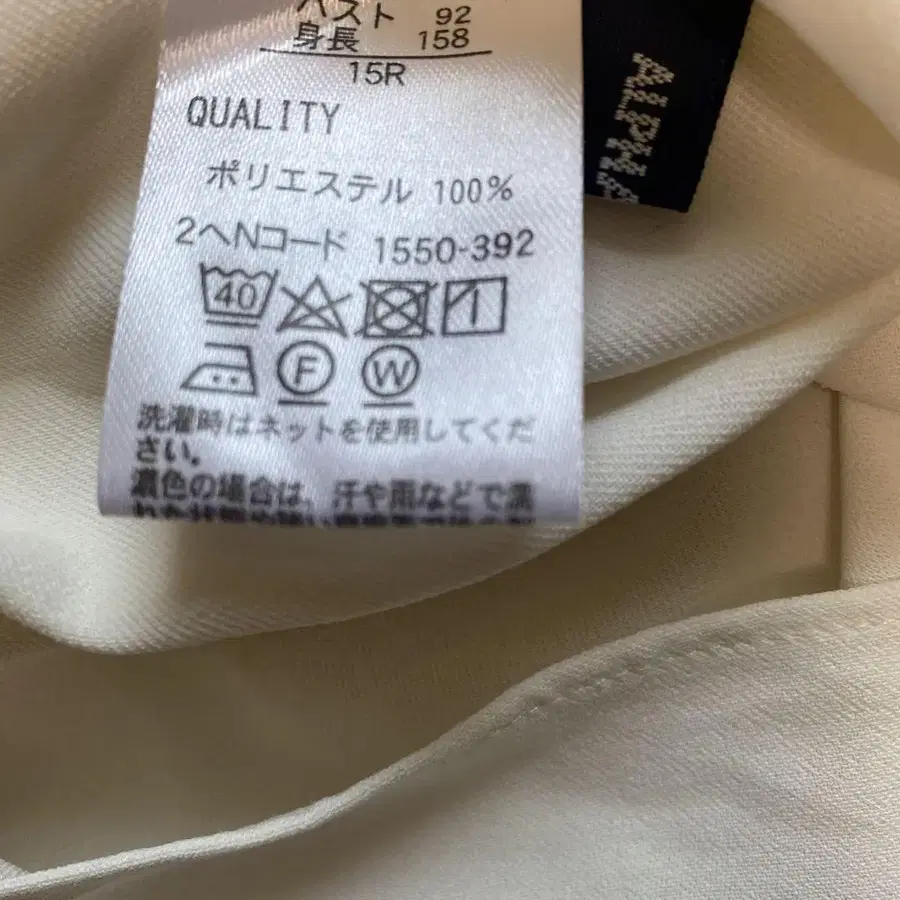 バスト 92
身長 158
15R
QUALITY
ポリエステル 100%
2ヘNコード 1550-392
40
F W
洗濯時はネットを使用してくだ
さい。
濃色の場合は、汗や雨などで濡
ALPHA